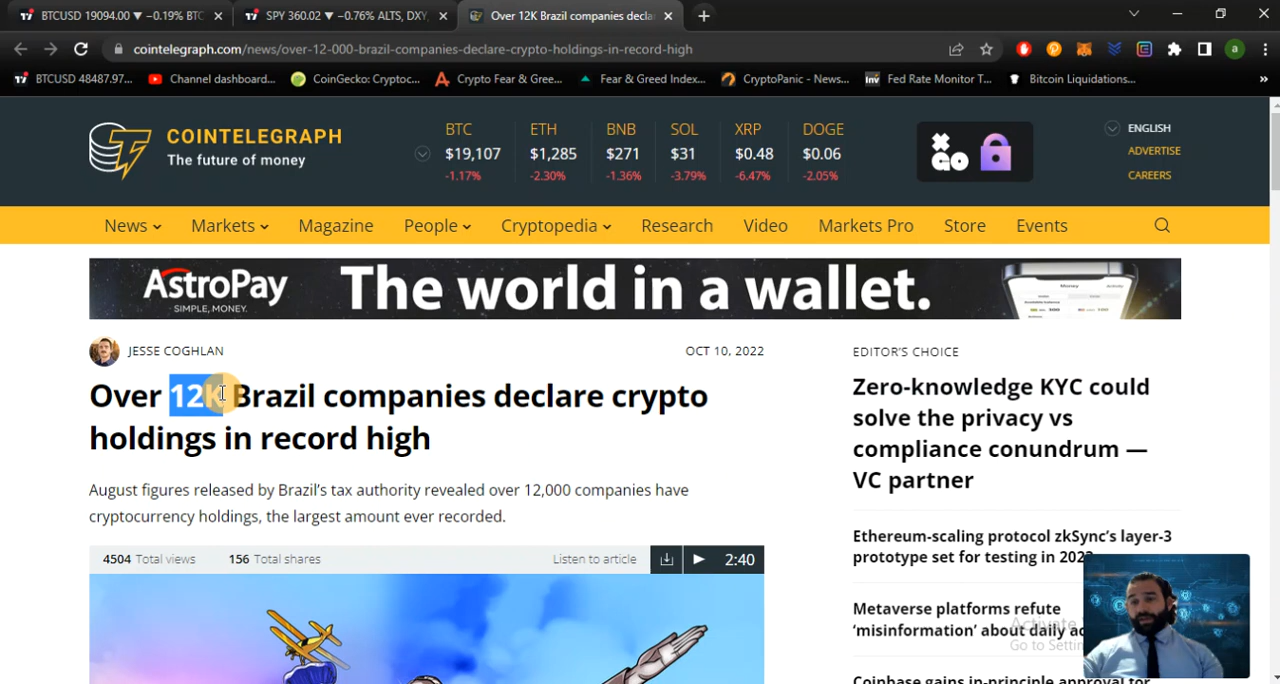 BTCUSD 19094.00 ▼ −0.19% BTC
SPY 360.02 ▼ −0.76% ALTS, DXY,
Over 12K Brazil companies decla
cointelegraph.com/news/over-12-000-brazil-companies-declare-crypto-holdings-in-record-high
BTCUSD 48487.97...
Channel dashboard...
CoinGecko: Cryptoc...
Crypto Fear & Gree...
Fear & Greed Index...
CryptoPanic - News...
Fed Rate Monitor T...
Bitcoin Liquidations...
COINTELEGRAPH
The future of money
BTC
$19,107
-1.17%
ETH
$1,285
-2.30%
BNB
$271
-1.36%
SOL
$31
-3.79%
XRP
$0.48
-6.47%
DOGE
$0.06
-2.05%
ENGLISH
ADVERTISE
CAREERS
News
Markets
Magazine
People
Cryptopedia
Research
Video
Markets Pro
Store
Events
AstroPay
SIMPLE, MONEY.
The world in a wallet.
JESSE COGHLAN
OCT 10, 2022
Over 12K Brazil companies declare crypto
holdings in record high
August figures released by Brazil's tax authority revealed over 12,000 companies have
cryptocurrency holdings, the largest amount ever recorded.
4504 Total views
156 Total shares
Listen to article
2:40
EDITOR'S CHOICE
Zero-knowledge KYC could
solve the privacy vs
compliance conundrum —
VC partner
Ethereum-scaling protocol zkSync's layer-3
prototype set for testing in 202
Metaverse platforms refute
'misinformation' about daily ac
Activate
Go to Settin
Coinbase gains in-principle approval for